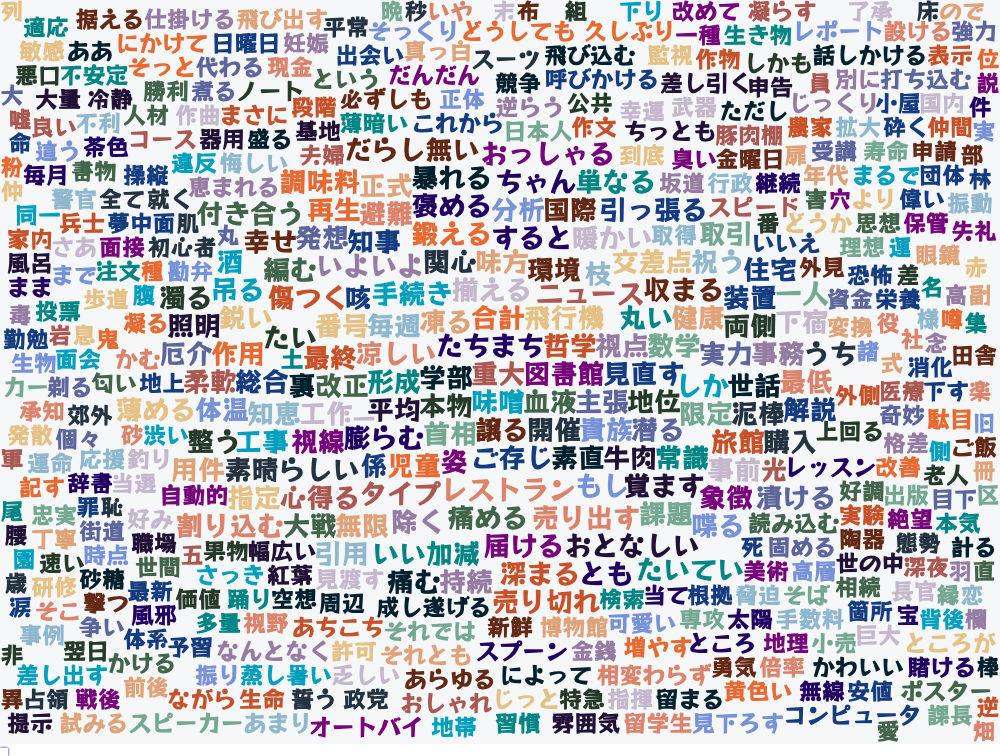 列 適応 据える 仕掛ける 飛び出す 平常 晩 秒 いや 末 布 組 下り 改めて 凝らす 了承 床 ので
敏感 ああ にかけて 日曜日 妊娠 そっくり どうしても 久しぶり 一種 生き物 レポート 設ける 強力
悪口 不安定 そっと 代わる 現金 出会い 真っ白 スーツ 飛び込む 監視 作物 しかも 話しかける 表示 位
大 大量 冷静 勝利 煮る ノート という だんだん 競争 呼びかける 差し引く 申告 員 別に 打ち込む 説
嘘 良い 不利 人材 作曲 まさに 段階 必ずしも 正体 逆らう 公共 幸運 武器 ただし じっくり 小屋 国内 件
命 違う 茶色 コース 器用 盛る 基地 薄暗い これから 日本人 作文 ちっとも 豚肉 棚 農家 拡大 砕く 仲間 実
粉 毎月 書物 操縦 違反 悔しい 夫婦 だらし無い おっしゃる 到底 臭い 金曜日 扉 受講 寿命 申請 部
仲 警官 全て 就く 恵まれる 調味料 正式 暴れる ちゃん 単なる 坂道 行政 継続 年代 まるで 団体 林
同一 兵士 夢中 面 肌 付き合う 再生 避難 褒める 分析 国際 引っ張る スピード 害 穴 より 偉い 振動
家内 さあ 面接 初心者 丸 幸せ 発想 知事 鍛える すると 暖かい 取得 取引 番 どうか 思想 保管 失礼
風呂 まで 注文 種 勘弁 酒 編む いよいよ 関心 味方 環境 枝 交差点 祝う 住宅 いいえ 外見 理想 運 眼鏡 赤
まま 歩道 腹 濁る 吊る 傷つく 咳 手続き 揃える ニュース 収まる 装置 一人 資金 恐怖 栄養 差 名 高 副
毒 投票 凝る 照明 鋭い 番号 毎週 凍る 合計 飛行機 丸い 健康 両側 下宿 変換 役 様 噂 集
勤勉 岩 息 鬼 たい たちまち 哲学 視点 数学 実力 事務 うち 諸 社 念 田舎
生物 面会 かむ 厄介 作用 土 最終 涼しい 重大 図書館 見直す しか 世話 最低 式 消化
カー 剃る 匂い 地上 柔軟 総合 裏 改正 形成 学部 味噌 血液 主張 地位 限定 泥棒 解説 外側 医療 下す 楽
承知 郊外 薄める 体温 知恵 工作 平均 本物 奇妙 駄目 旧
発散 個々 砂 渋い 整う 工事 視線 膨らむ 首相 譲る 開催 貴族 潜る 旅館 購入 上回る 格差 側 ご飯
軍 運命 応援 釣り 用件 素晴らしい 係 児童 姿 ご存じ 素直 牛肉 常識 事前 光 レッスン 改善 老人 冊
記す 辞書 当選 自動的 指定 心得る タイプ レストラン もし 覚ます 象徴 漬ける 好調 出版 目下 区
尾 忠実 罪 恥 好み 割り込む 大戦 無限 除く 痛める 売り出す 課題 喋る 読み込む 実験 絶望 本気
腰 丁寧 街道 職場 五 果物 幅広い 引用 いい加減 届ける おとなしい 死 固める 陶器 態勢 計る
園 速い 時点 世間 さっき 紅葉 見渡す 痛む 持続 深まる とも たいてい 美術 高層 世の中 深夜 羽 直
歳 研修 砂糖 最新 価値 踊り 空想 周辺 成し遂げる 売り切れ 検索 当て 根拠 脅迫 そば 相続 長官 縁 恋
涙 そこ 撃つ 風邪 多量 視野 あちこち それでは 新鮮 博物館 可愛い 専攻 太陽 手数料 箇所 宝 背後 欄
事例 争い 体系 予習 なんとなく 許可 それとも スプーン 金銭 増やす ところ 地理 小売 巨大 ところが
非 翌日 かける 振り 蒸し暑い 乏しい あらゆる によって 相変わらず 勇気 倍率 かわいい 賭ける 棒
差し出す 前後 ながら 生命 誓う 政党 おしゃれ じっと 特急 指揮 留まる 黄色い 無線 安値 ポスター
昇 占領 戦後 オートバイ 地帯 習慣 雰囲気 留学生 見下ろす コンピュータ 課長 逆
提示 試みる スピーカー あまり 愛 畑